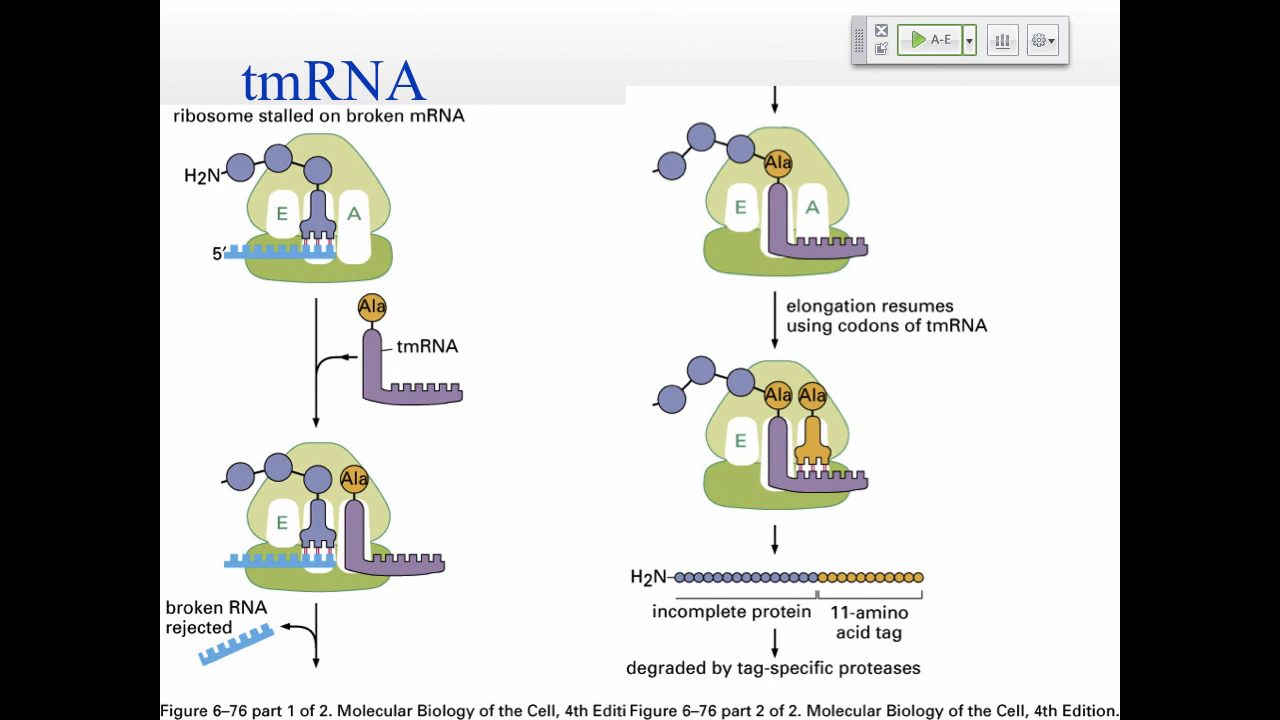 A-E
tmRNA
ribosome stalled on broken mRNA
H2N
E
A
5′
Ala
tmRNA
Ala
E
broken RNA
rejected
Figure 6–76 part 1 of 2. Molecular Biology of the Cell, 4th Editi
Ala
E
A
elongation resumes
using codons of tmRNA
Ala
Ala
E
H2N
incomplete protein
11-amino
acid tag
degraded by tag-specific proteases
Figure 6–76 part 2 of 2. Molecular Biology of the Cell, 4th Edition.